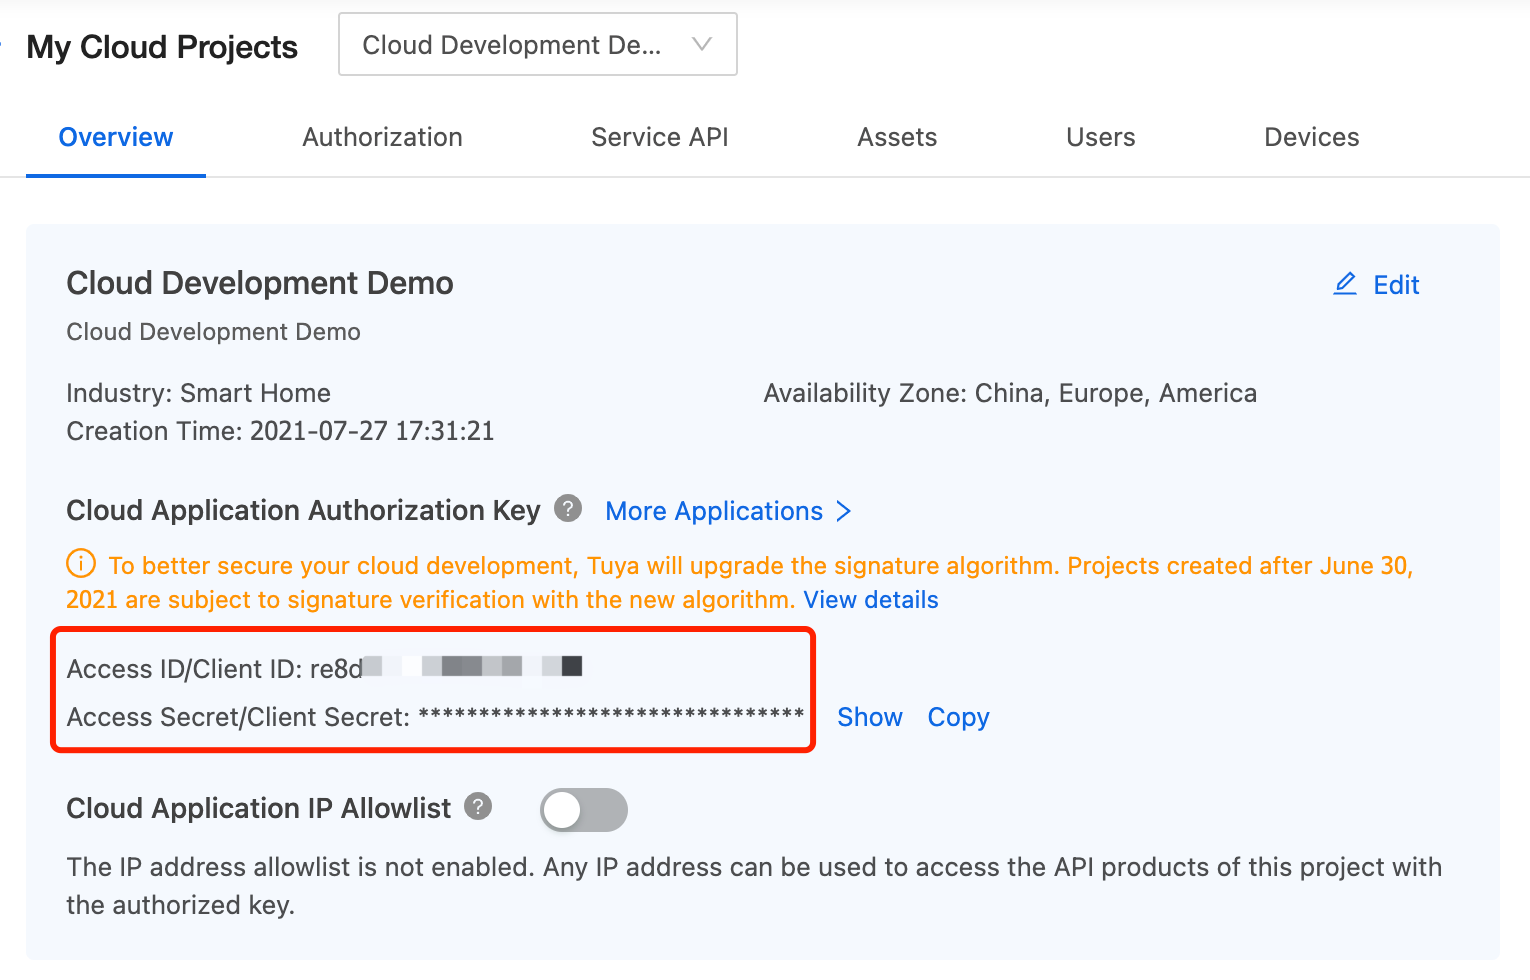 My Cloud Projects
Cloud Development De...
Overview
Authorization
Service API
Assets
Users
Devices
Cloud Development Demo
Edit
Cloud Development Demo
Industry: Smart Home
Availability Zone: China, Europe, America
Creation Time: 2021-07-27 17:31:21
Cloud Application Authorization Key ? More Applications >
To better secure your cloud development, Tuya will upgrade the signature algorithm. Projects created after June 30,
2021 are subject to signature verification with the new algorithm. View details
Access ID/Client ID: re8d
Access Secret/Client Secret: ******************************** Show Copy
Cloud Application IP Allowlist ?
The IP address allowlist is not enabled. Any IP address can be used to access the API products of this project with
the authorized key.